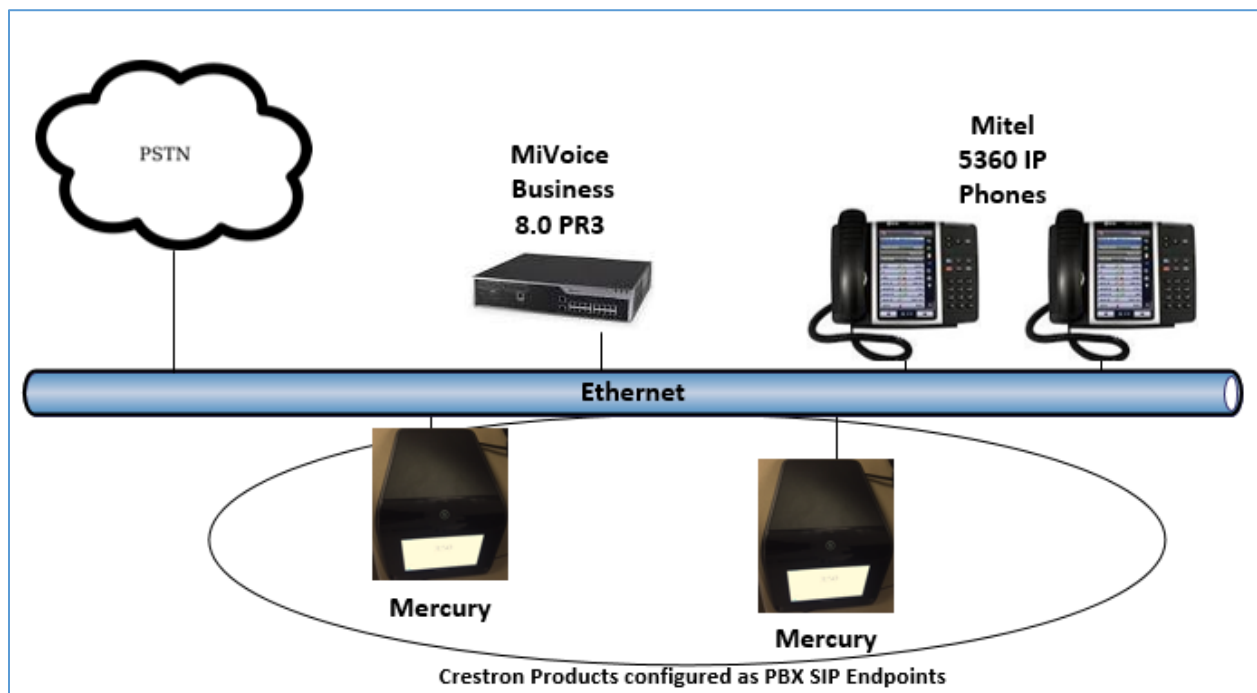 PSTN
MiVoice
Business
8.0 PR3
Mitel
5360 IP
Phones
Ethernet
Mercury
Mercury
Crestron Products configured as PBX SIP Endpoints